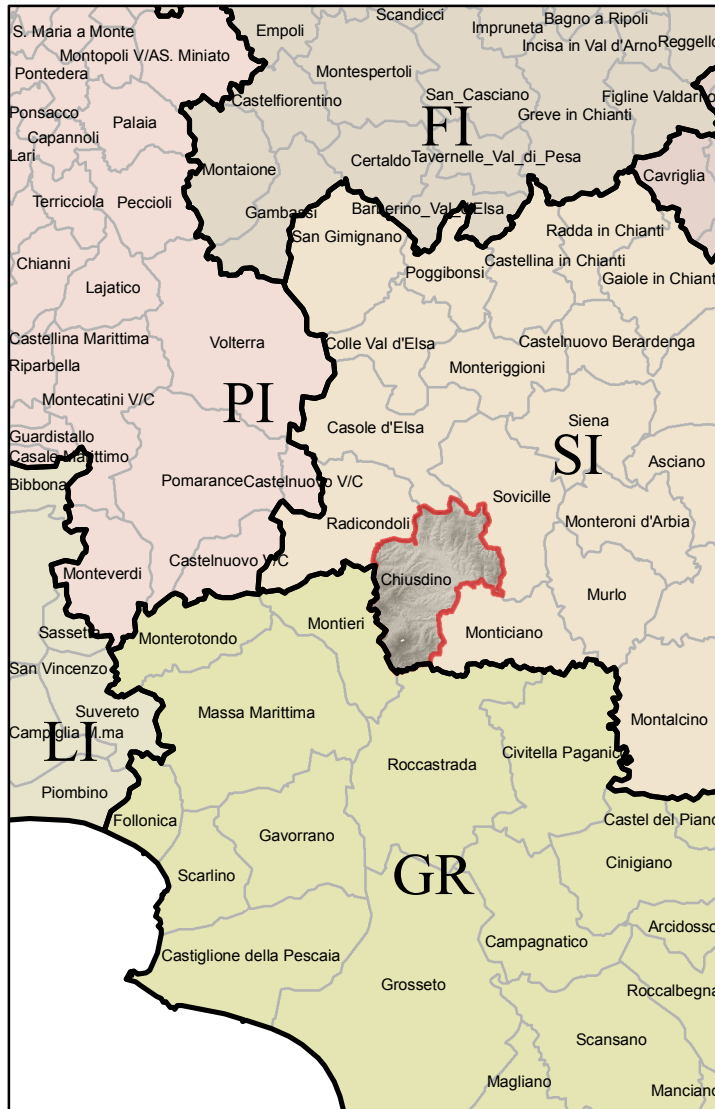 Scandicci
Bagno a Ripoli
S. Maria a Monte
Empoli
Impruneta
Incisa in Val d'Arno
Reggello
Montopoli V/A
S. Miniato
Pontedera
Montespertoli
Castelfiorentino
San_Casciano
Figline Valdarno
Ponsacco
Palaia
Greve in Chianti
Capannoli
FI
Lari
Montaione
Certaldo
Tavernelle_Val_di_Pesa
Cavriglia
Terricciola
Peccioli
Gambassi
Barberino_Val_d'Elsa
San Gimignano
Radda in Chianti
Chianni
Poggibonsi
Castellina in Chianti
Gaiole in Chianti
Lajatico
Castellina Marittima
Volterra
Colle Val d'Elsa
Castelnuovo Berardenga
Riparbella
Monteriggioni
Montecatini V/C
PI
Casole d'Elsa
Siena
Guardistallo
SI
Casale Marittimo
Asciano
Bibbona
Pomarance
Castelnuovo V/C
Sovicille
Radicondoli
Monteroni d'Arbia
Monteverdi
Castelnuovo V/C
Chiusdino
Murlo
Sassetta
Monterotondo
Montieri
Monticiano
San Vincenzo
Suvereto
Massa Marittima
Montalcino
Campiglia M.ma
LI
Civitella Paganico
Roccastrada
Piombino
Follonica
Gavorrano
Castel del Piano
Scarlino
GR
Cinigiano
Arcidosso
Castiglione della Pescaia
Campagnatico
Grosseto
Roccalbegna
Scansano
Magliano
Manciano